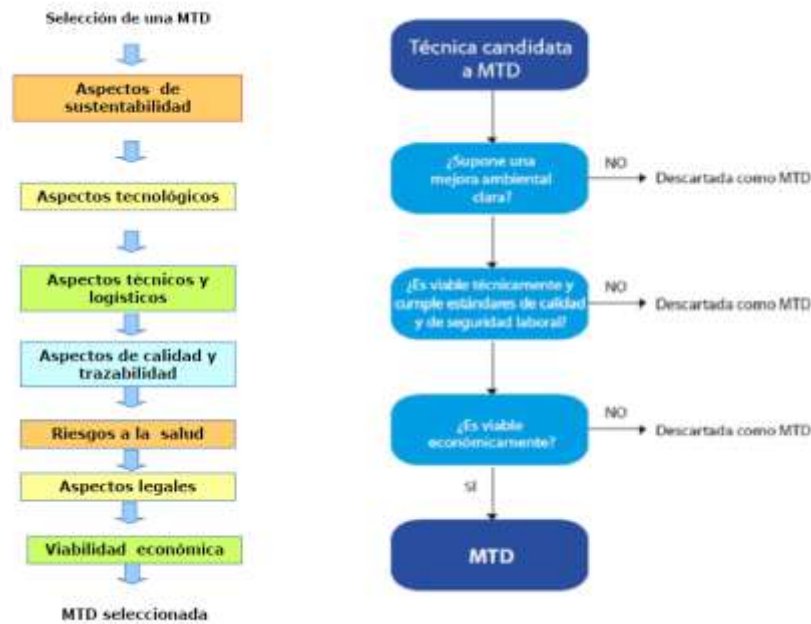 Selección de una MTD
Aspectos de
sustentabilidad
Aspectos tecnológicos
Aspectos técnicos y
logísticos
Aspectos de calidad y
trazabilidad
Riesgos a la salud
Aspectos legales
Viabilidad económica
MTD seleccionada
Técnica candidata
a MTD
¿Supone una
mejora ambiental
clara?
NO
Descartada como MTD
¿Es viable técnicamente y
cumple estándares de calidad
y de seguridad laboral?
NO
Descartada como MTD
¿Es viable
económicamente?
NO
Descartada como MTD
SI
MTD